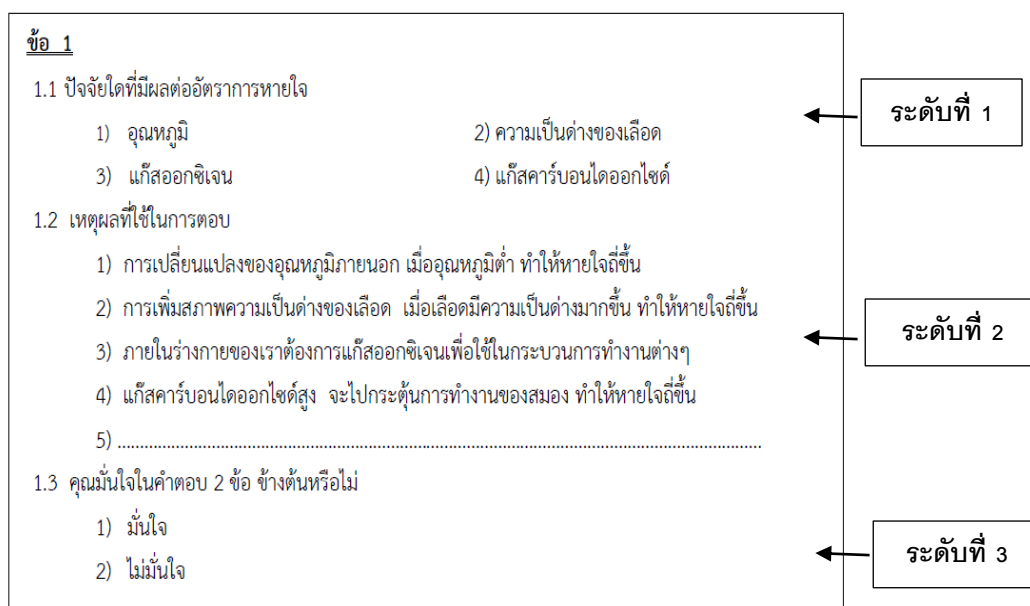 ข้อ 1
1.1 ปัจจัยใดที่มีผลต่ออัตราการหายใจ
ระดับที่ 1
1) อุณหภูมิ 2) ความเป็นด่างของเลือด
3) แก๊สออกซิเจน 4) แก๊สคาร์บอนไดออกไซด์
1.2 เหตุผลที่ใช้ในการตอบ
1) การเปลี่ยนแปลงของอุณหภูมิภายนอก เมื่ออุณหภูมิต่ำ ทำให้หายใจถี่ขึ้น
2) การเพิ่มสภาพความเป็นด่างของเลือด เมื่อเลือดมีความเป็นด่างมากขึ้น ทำให้หายใจถี่ขึ้น
ระดับที่ 2
3) ภายในร่างกายของเราต้องการแก๊สออกซิเจนเพื่อใช้ในกระบวนการทำงานต่างๆ
4) แก๊สคาร์บอนไดออกไซด์สูง จะไปกระตุ้นการทำงานของสมอง ทำให้หายใจถี่ขึ้น
5) ................................................................................
1.3 คุณมั่นใจในคำตอบ 2 ข้อ ข้างต้นหรือไม่
1) มั่นใจ
2) ไม่มั่นใจ
ระดับที่ 3